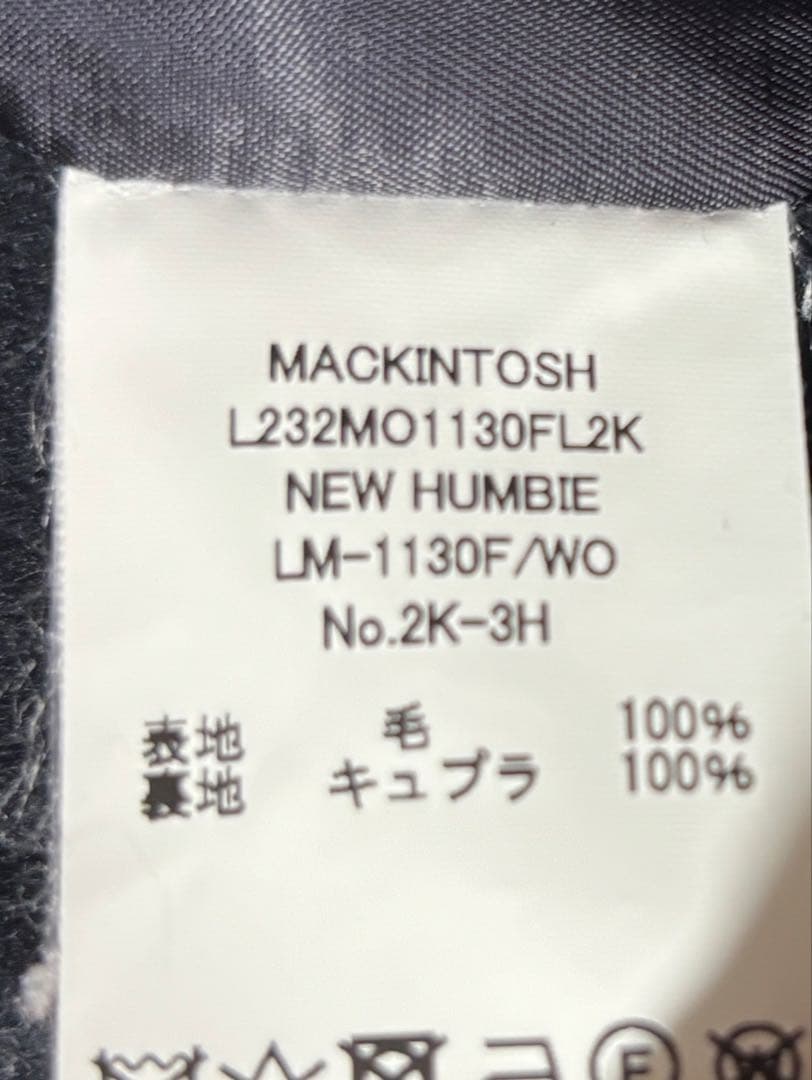 MACKINTOSH
L232MO1130FL2K
NEW HUMBIE
LM-1130F/WO
No.2K-3H
表地 毛 100%
裏地 キュプラ 100%
F